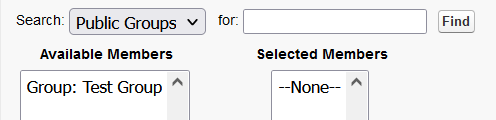 Search: Public Groups for: Find
Available Members Selected Members
Group: Test Group --None--